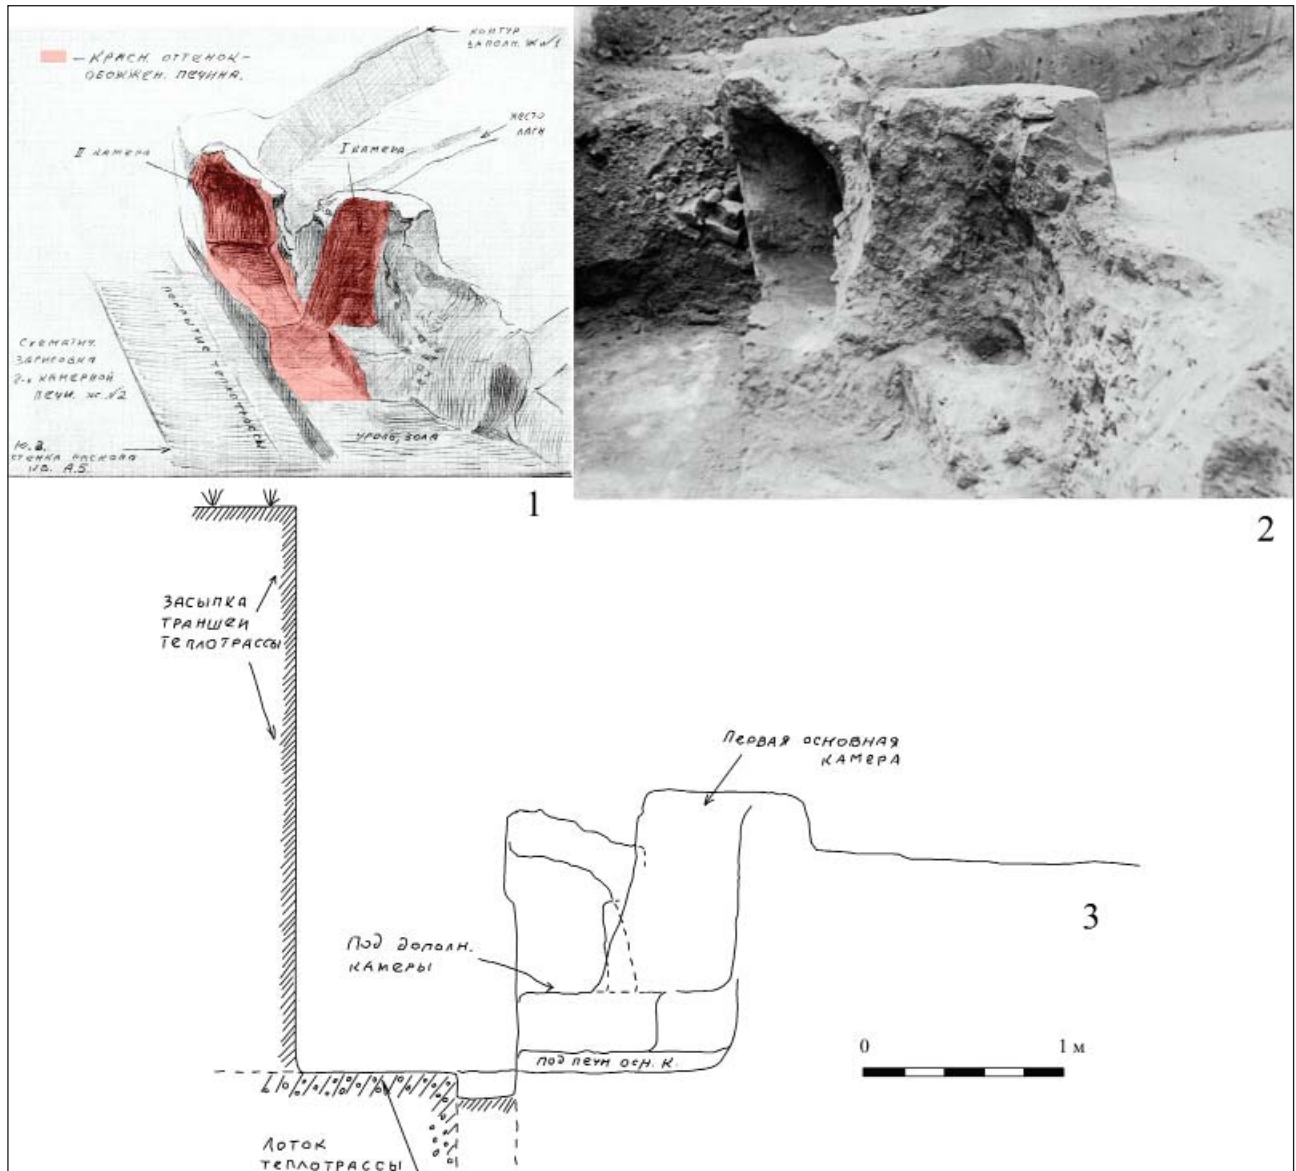 – КРАСН. ОТТЕНОК –
ОБОЖЖЕН. ПЕЧИНА.
КОНТУР
ЗАПОЛН. Ж №1
МЕСТО
ЛАГИ
II КАМЕРА
I КАМЕРА
СХЕМАТИЧ.
ЗАРИСОВКА
2-х КАМЕРНОЙ
ПЕЧИ. Ж. №2
ПОКРЫТИЕ ТЕПЛОТРАССЫ
УГОЛЬ, ЗОЛА
Ю.В.
СТЕНКА РАСКОПА
КВ. А.5.
1
2
ЗАСЫПКА
ТРАНШЕИ
ТЕПЛОТРАССЫ
ПЕРВАЯ ОСНОВНАЯ
КАМЕРА
3
ПОД ДОПОЛН.
КАМЕРЫ
ПОД ПЕЧИ ОСН. К.
0 1 м
ЛОТОК
ТЕПЛОТРАССЫ